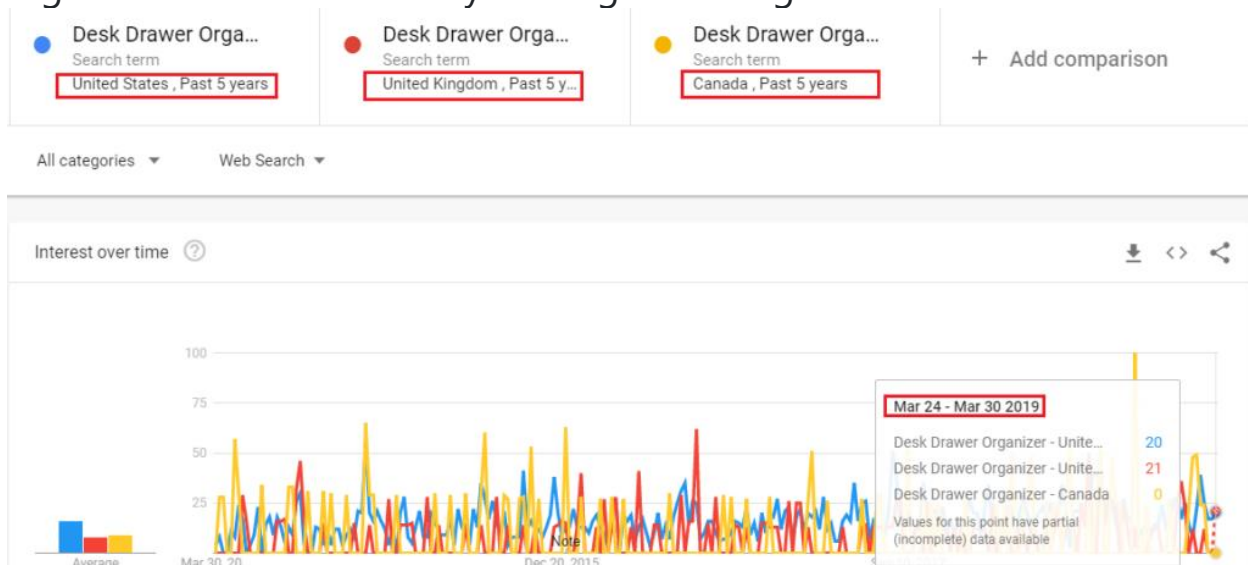 Desk Drawer Orga...
Search term
United States , Past 5 years
Desk Drawer Orga...
Search term
United Kingdom , Past 5 y...
Desk Drawer Orga...
Search term
Canada , Past 5 years
+ Add comparison
All categories
Web Search
Interest over time
100
75
50
25
Average
Mar 30, 20
Note
Dec 20, 2015
Mar 24 - Mar 30 2019
Desk Drawer Organizer - Unite... 20
Desk Drawer Organizer - Unite... 21
Desk Drawer Organizer - Canada 0
Values for this point have partial
(incomplete) data available